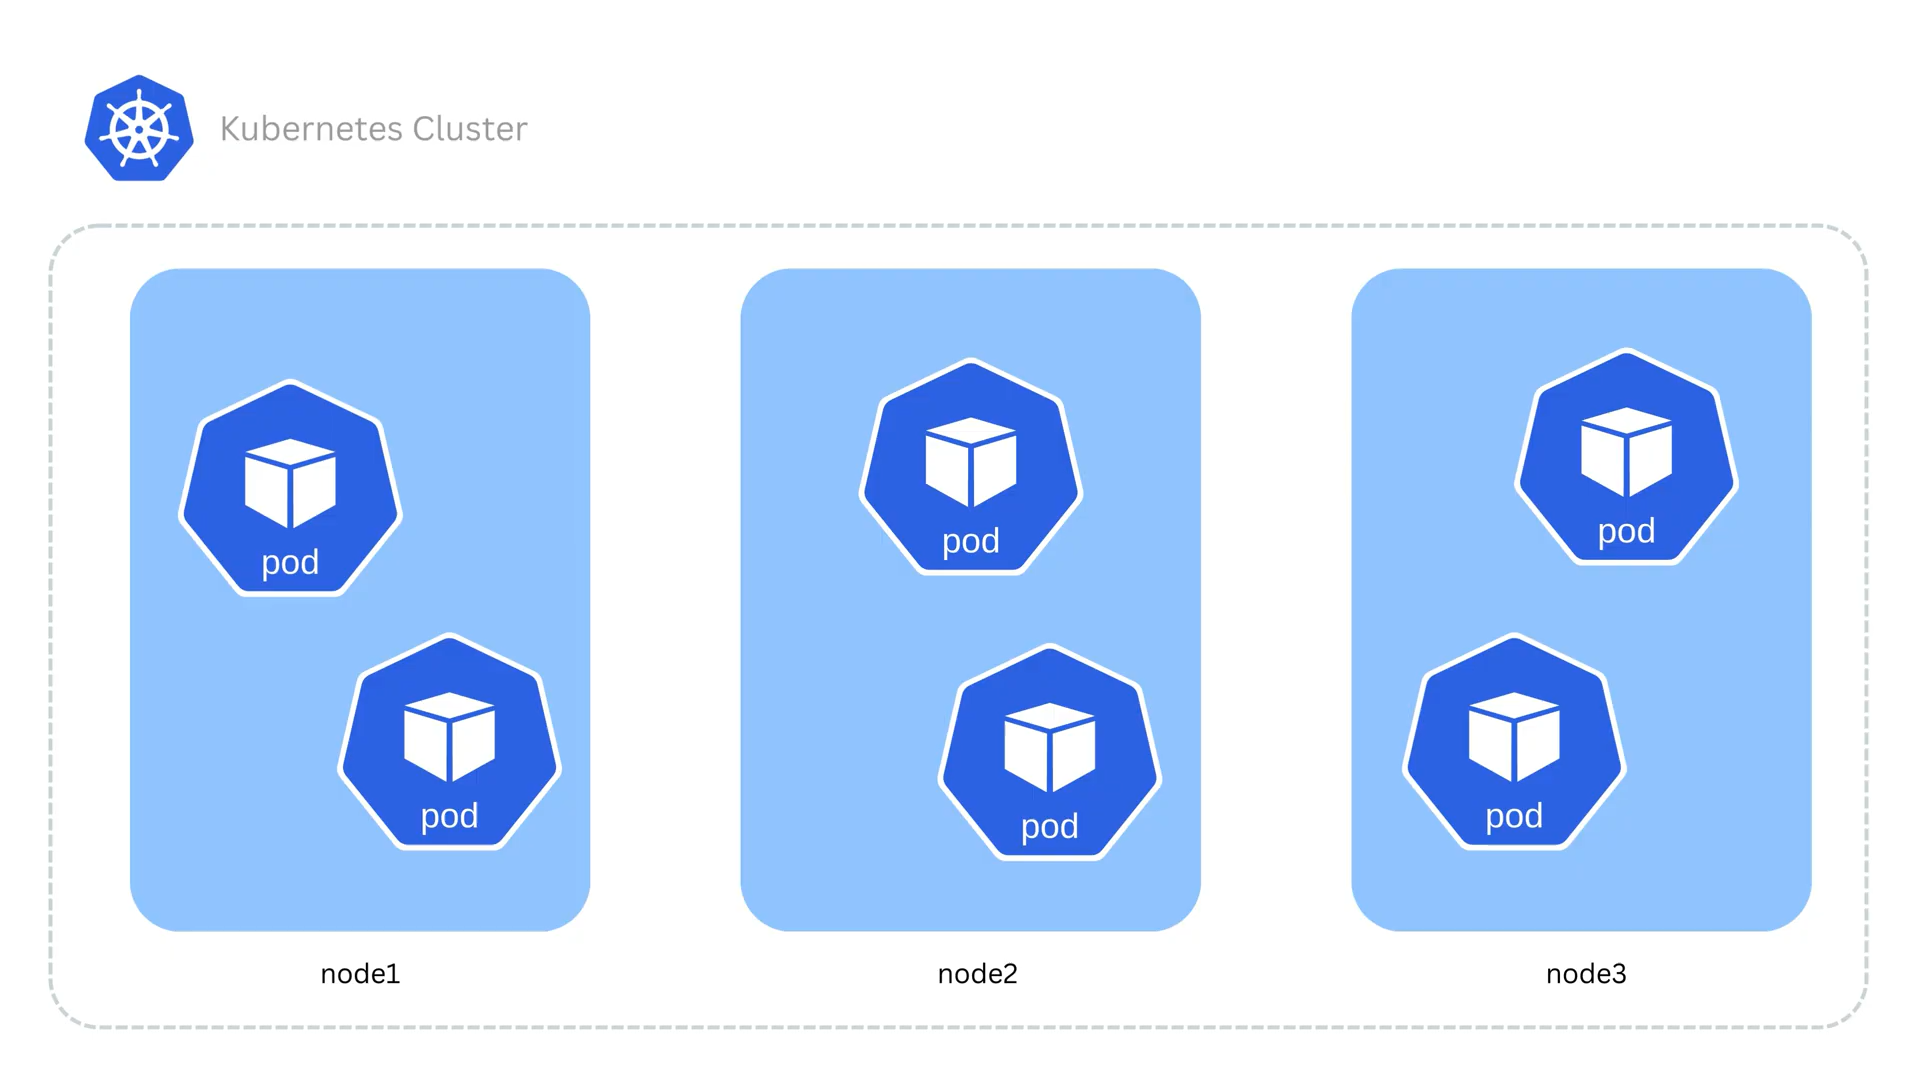 Kubernetes Cluster
pod
pod
node1
pod
pod
node2
pod
pod
node3